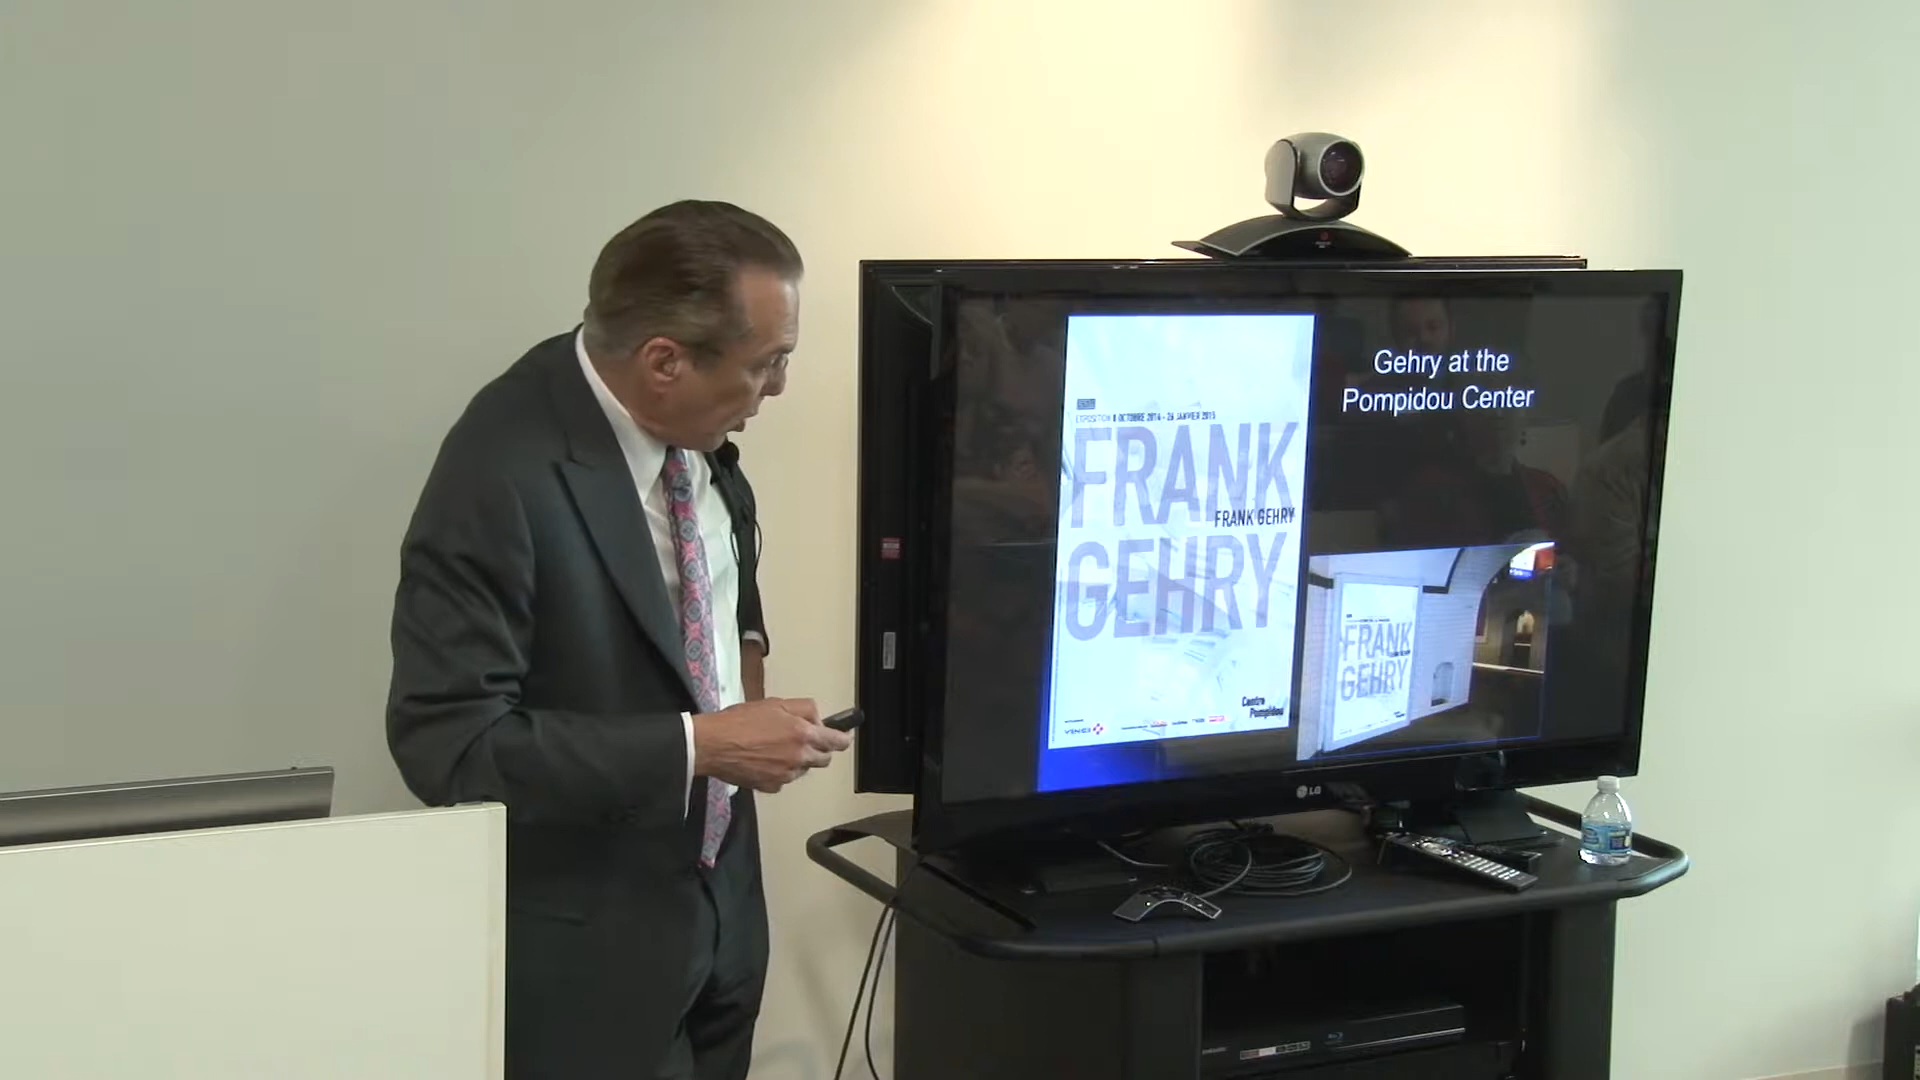 Gehry at the
Pompidou Center
EXPOSITION 8 OCTOBRE 2014 - 26 JANVIER 2015
FRANK
FRANK GEHRY
GEHRY
Centre
Pompidou
VINCI
FRANK
GEHRY
LG